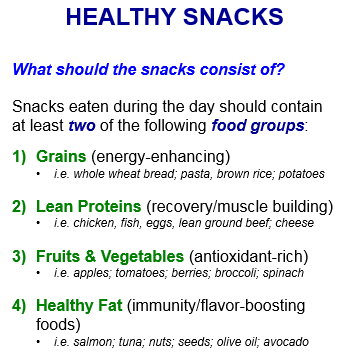 HEALTHY SNACKS
What should the snacks consist of?
Snacks eaten during the day should contain
at least two of the following food groups:
1) Grains (energy-enhancing)
• i.e. whole wheat bread; pasta, brown rice; potatoes
2) Lean Proteins (recovery/muscle building)
• i.e. chicken, fish, eggs, lean ground beef; cheese
3) Fruits & Vegetables (antioxidant-rich)
• i.e. apples; tomatoes; berries; broccoli; spinach
4) Healthy Fat (immunity/flavor-boosting
foods)
• i.e. salmon; tuna; nuts; seeds; olive oil; avocado